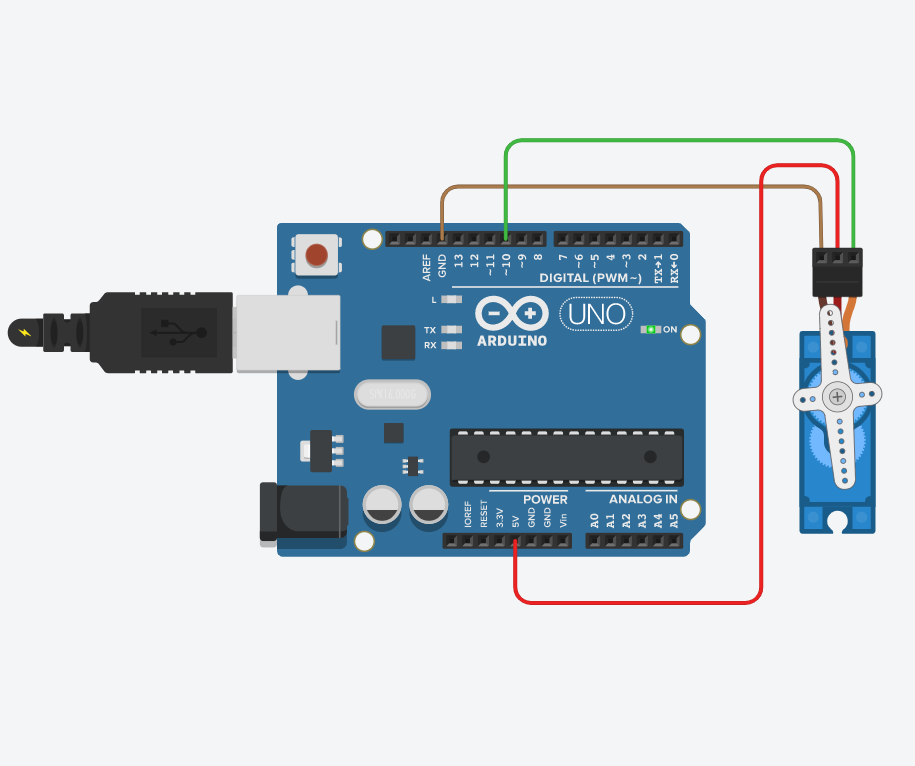 AREF
GND
13
12
~11
~10
~9
8
7
~6
~5
4
~3
2
TX→1
RX←0
DIGITAL (PWM~)
L
TX
RX
ARDUINO
UNO
ON
POWER
ANALOG IN
IOREF
RESET
3.3V
5V
GND
GND
Vin
A0
A1
A2
A3
A4
A5